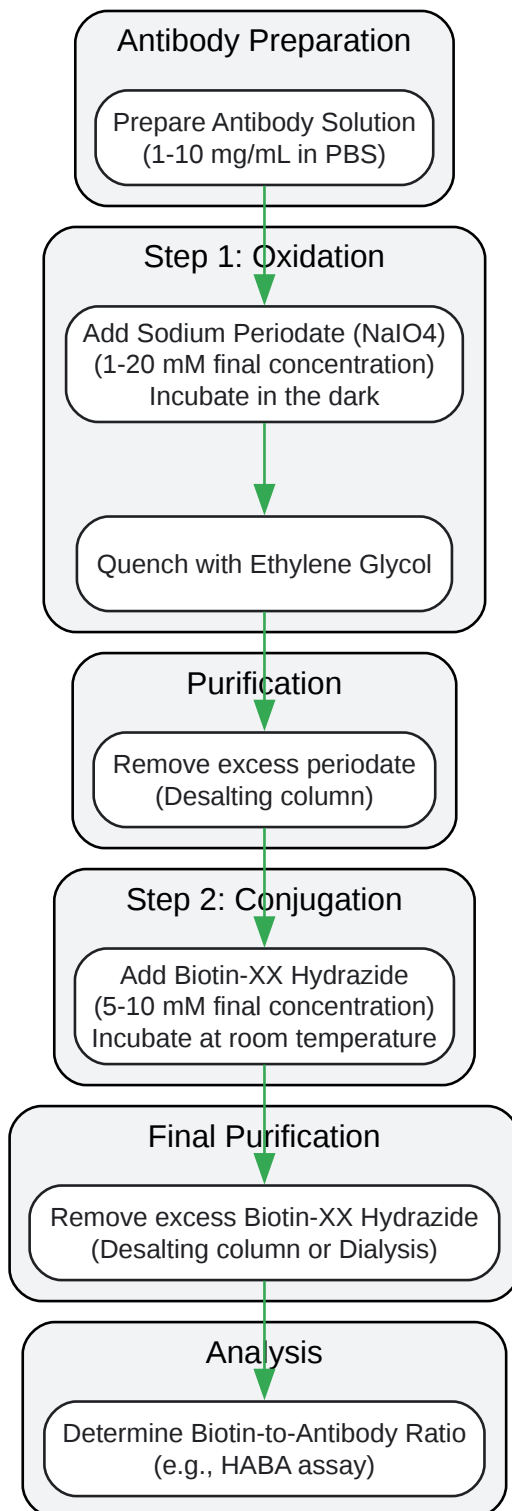 Antibody Preparation
Prepare Antibody Solution
(1-10 mg/mL in PBS)
Step 1: Oxidation
Add Sodium Periodate (NaIO4)
(1-20 mM final concentration)
Incubate in the dark
Quench with Ethylene Glycol
Purification
Remove excess periodate
(Desalting column)
Step 2: Conjugation
Add Biotin-XX Hydrazide
(5-10 mM final concentration)
Incubate at room temperature
Final Purification
Remove excess Biotin-XX Hydrazide
(Desalting column or Dialysis)
Analysis
Determine Biotin-to-Antibody Ratio
(e.g., HABA assay)